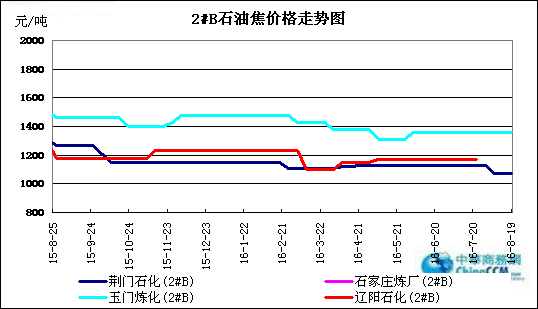 2#B石油焦价格走势图
元/吨
2000
1800
1600
1400
1200
1000
800
15-8-25
15-9-24
15-10-24
15-11-23
15-12-23
16-1-22
16-2-21
16-3-22
16-4-21
16-5-21
16-6-20
16-7-20
16-8-19
荆门石化(2#B)
石家庄炼厂(2#B)
玉门炼化(2#B)
辽阳石化(2#B)
中華商務網
ChinaCCM
.com